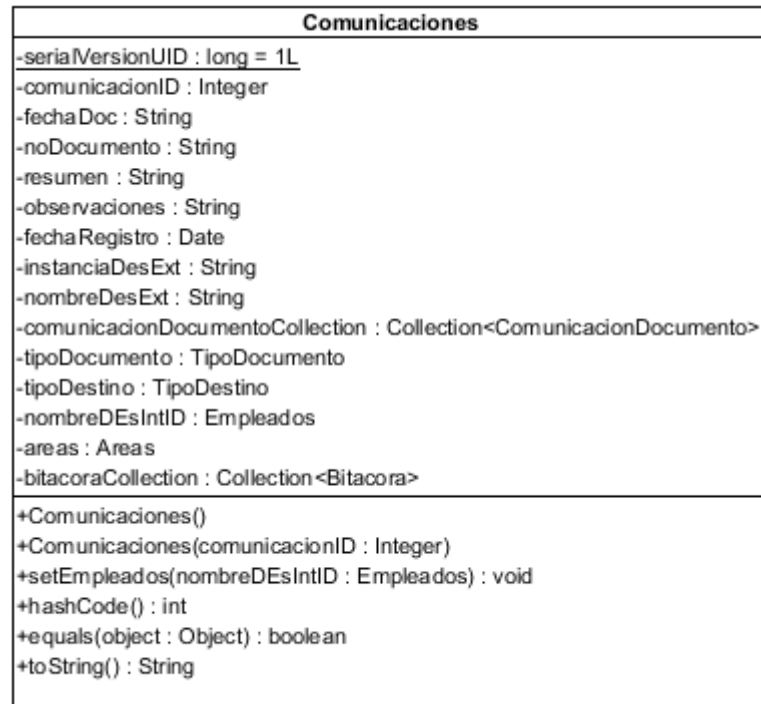 Comunicaciones
-serialVersionUID : long = 1L
-comunicacionID : Integer
-fechaDoc : String
-noDocumento : String
-resumen : String
-observaciones : String
-fechaRegistro : Date
-instanciaDesExt : String
-nombreDesExt : String
-comunicacionDocumentoCollection : Collection<ComunicacionDocumento>
-tipoDocumento : TipoDocumento
-tipoDestino : TipoDestino
-nombreDEsIntID : Empleados
-areas : Areas
-bitacoraCollection : Collection<Bitacora>
+Comunicaciones()
+Comunicaciones(comunicacionID : Integer)
+setEmpleados(nombreDEsIntID : Empleados) : void
+hashCode() : int
+equals(object : Object) : boolean
+toString() : String